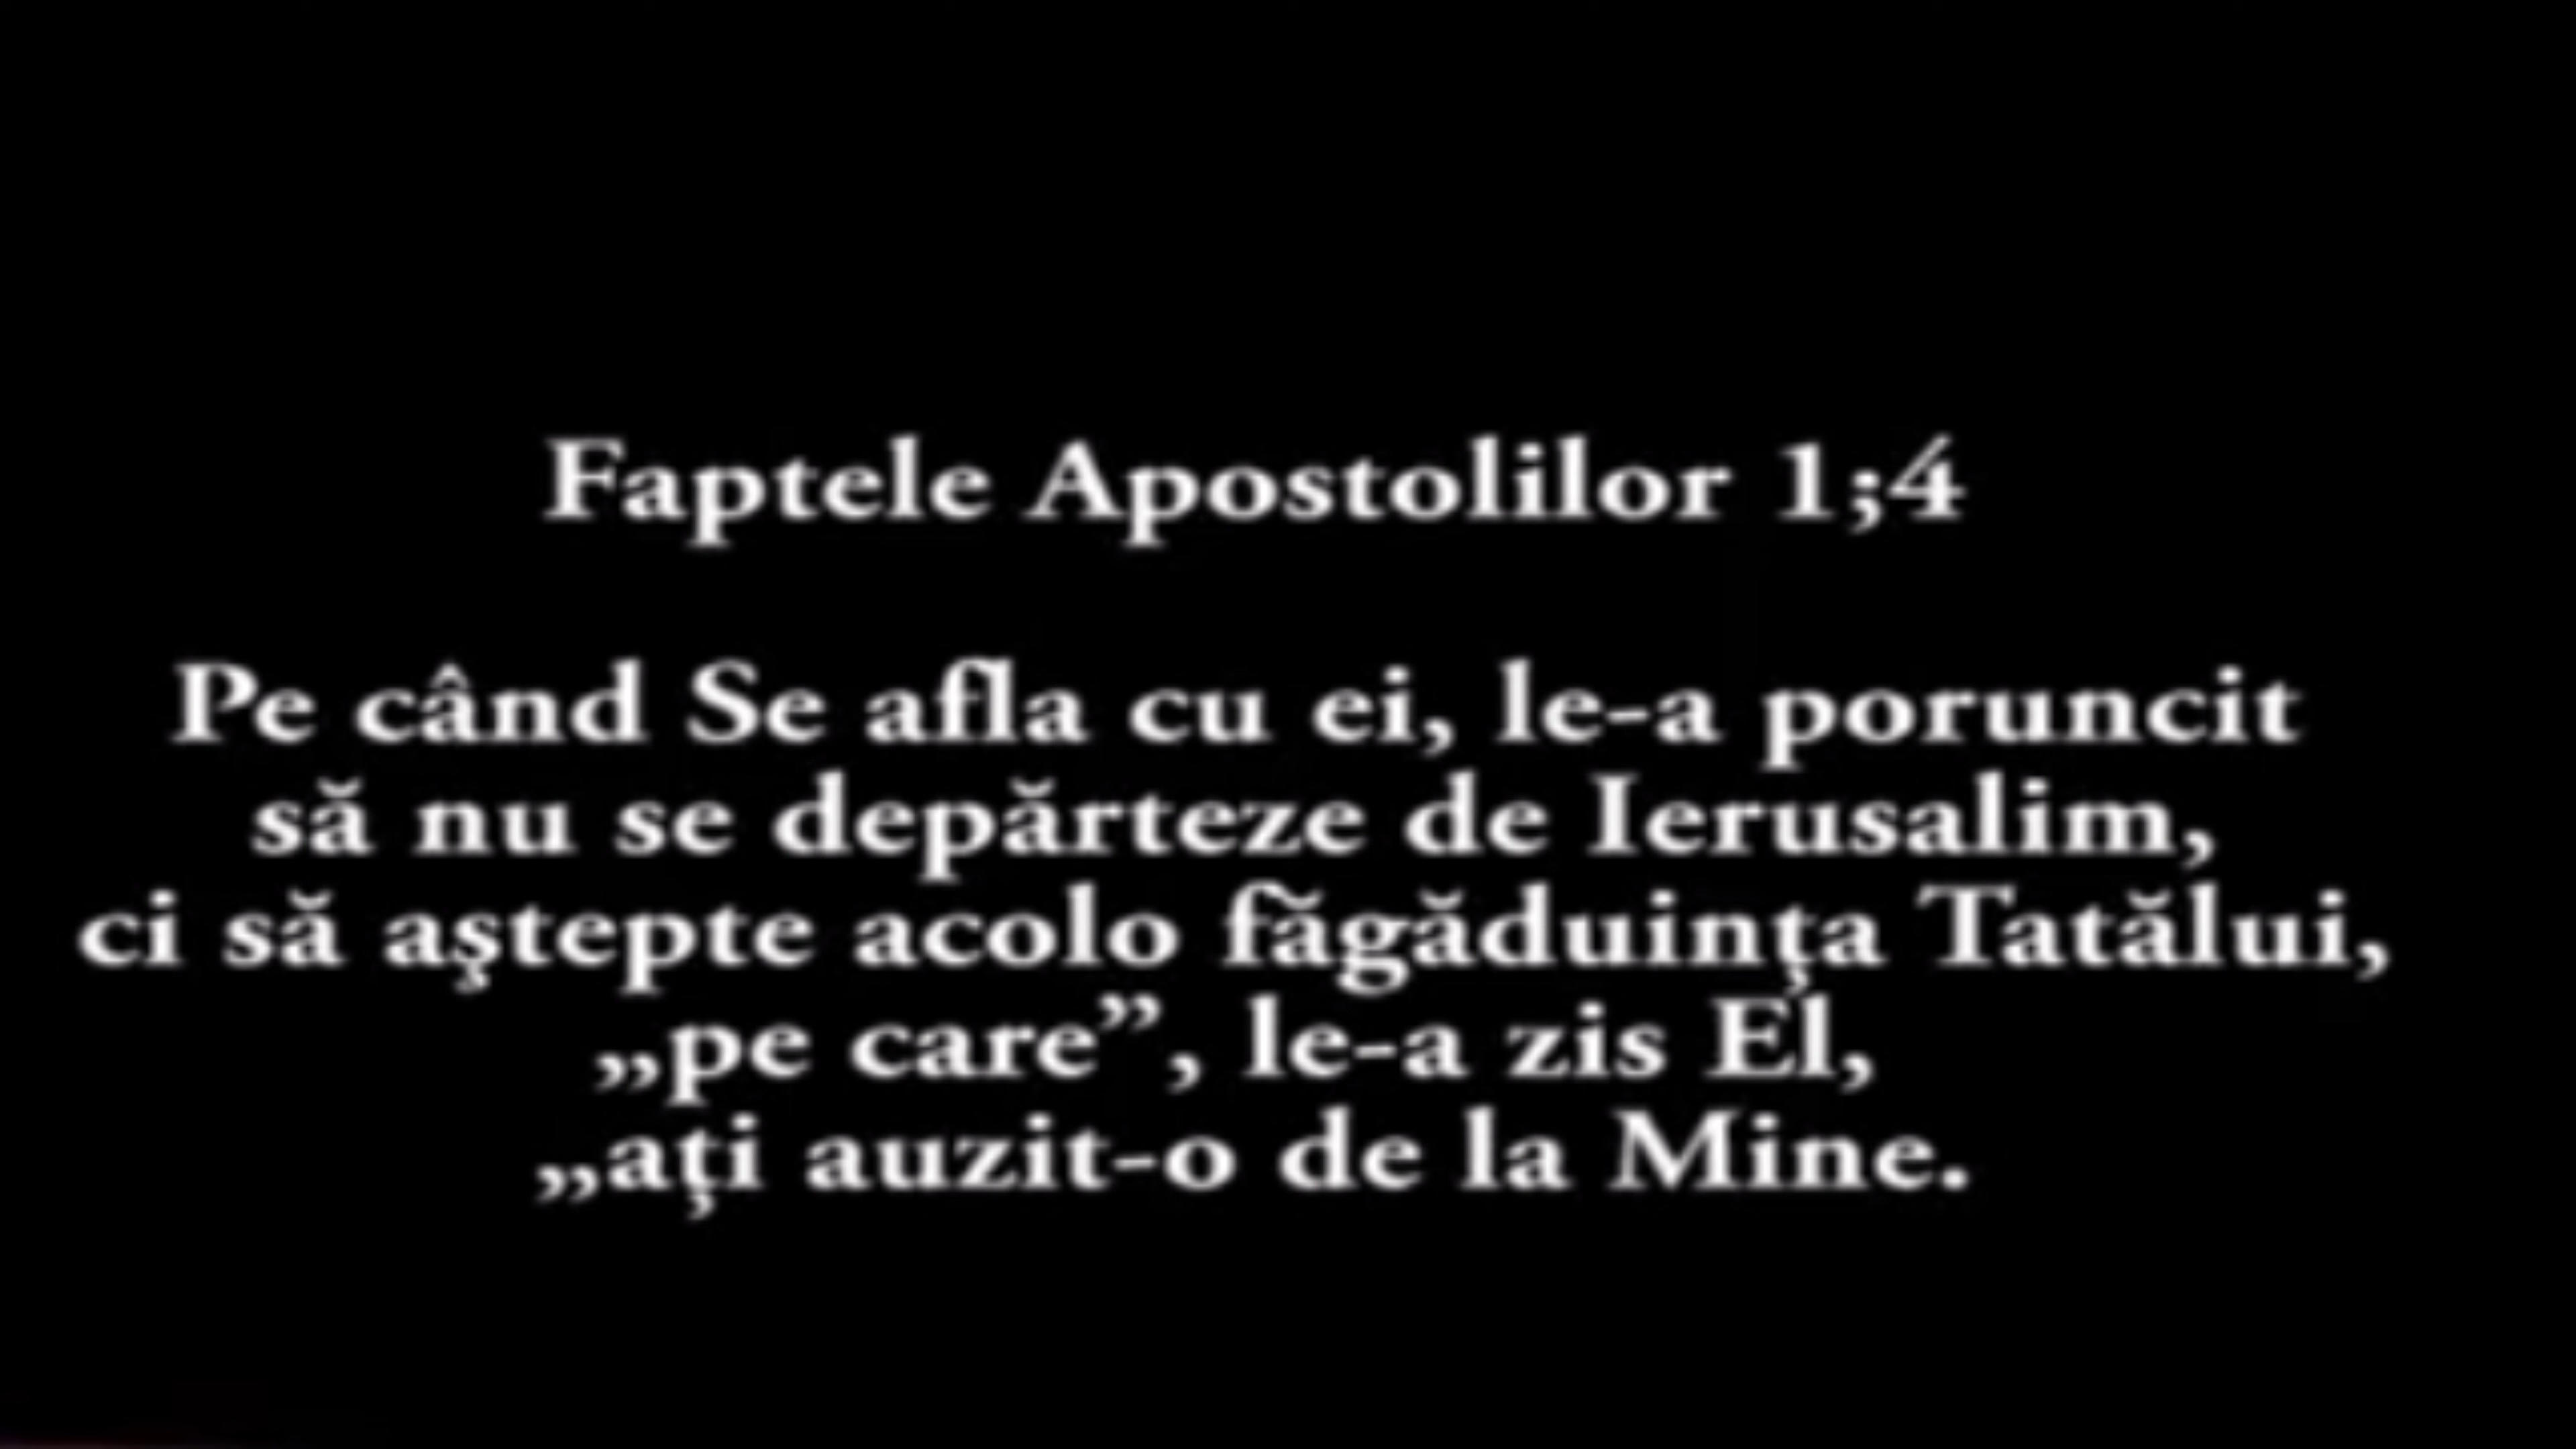 Faptele Apostolilor 1;4
Pe când Se afla cu ei, le-a poruncit
să nu se depărteze de Ierusalim,
ci să aştepte acolo făgăduinţa Tatălui,
„pe care”, le-a zis El,
„aţi auzit-o de la Mine.